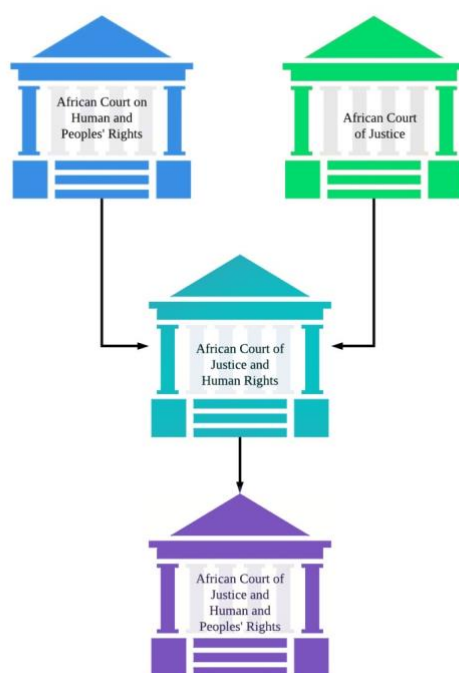 African Court on
Human and
Peoples' Rights
African Court
of Justice
African Court of
Justice and
Human Rights
African Court of
Justice and
Human and
Peoples' Rights